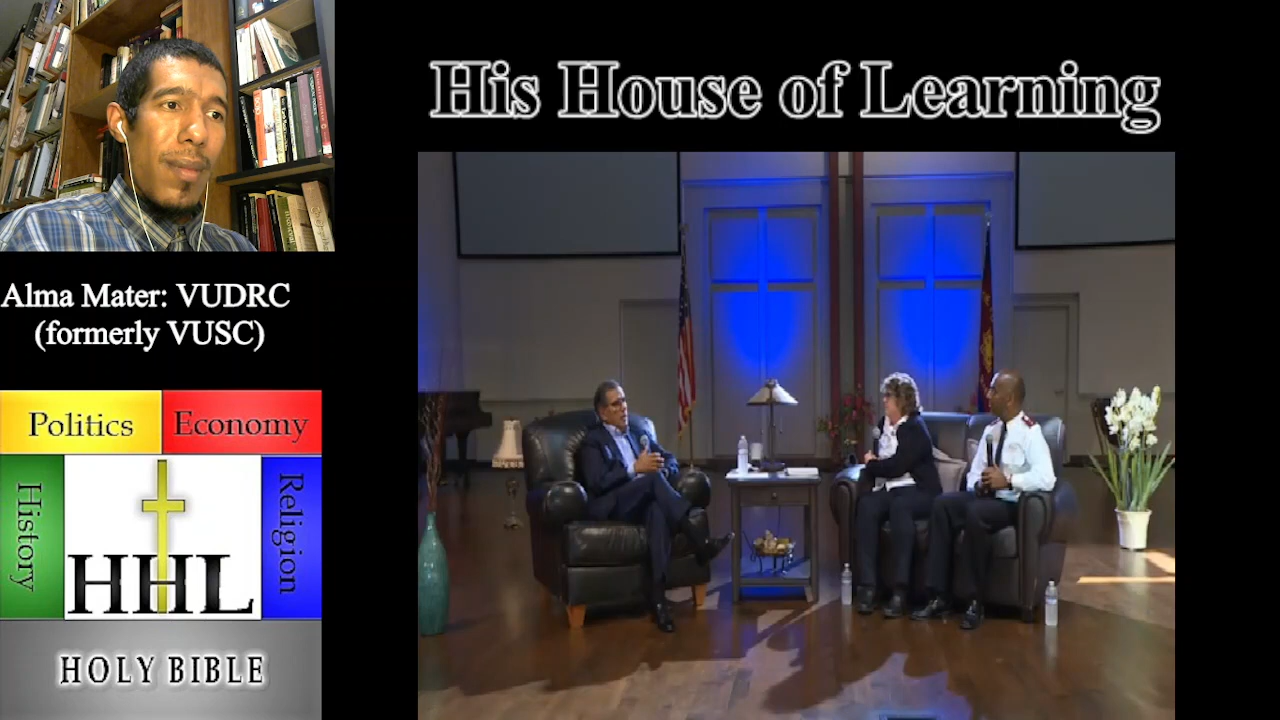 His House of Learning
Alma Mater: VUDRC
(formerly VUSC)
Politics
Economy
History
Religion
HHL
HOLY BIBLE